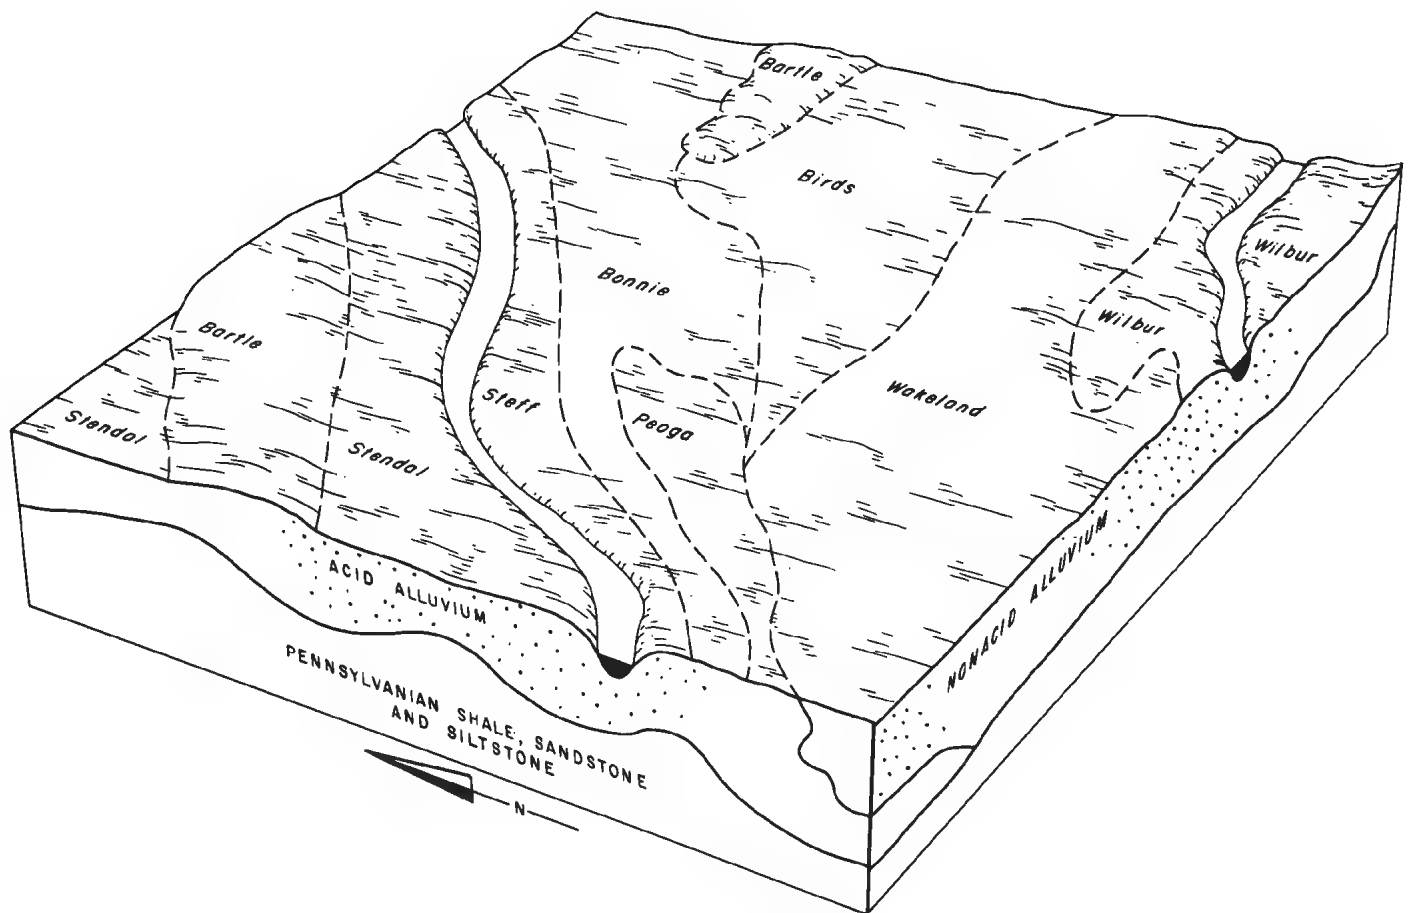 Bartle
Birds
Wilbur
Bonnie
Wilbur
Bartle
Wakeland
Steff
Peoga
Stendal
Stendal
ACID ALLUVIUM
NONACID ALLUVIUM
PENNSYLVANIAN SHALE, SANDSTONE
AND SILTSTONE
N